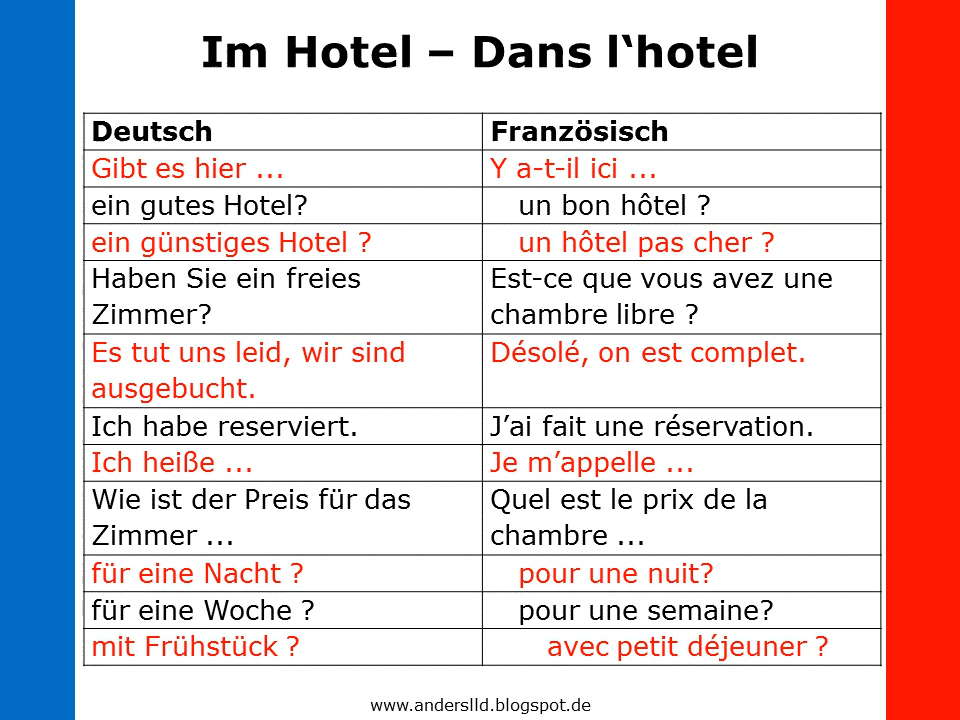 Im Hotel – Dans l‘hotel
Deutsch Französisch
Gibt es hier ... Y a-t-il ici ...
ein gutes Hotel? un bon hôtel ?
ein günstiges Hotel ? un hôtel pas cher ?
Haben Sie ein freies Est-ce que vous avez une
Zimmer? chambre libre ?
Es tut uns leid, wir sind Désolé, on est complet.
ausgebucht.
Ich habe reserviert. J’ai fait une réservation.
Ich heiße ... Je m’appelle ...
Wie ist der Preis für das Quel est le prix de la
Zimmer ... chambre ...
für eine Nacht ? pour une nuit?
für eine Woche ? pour une semaine?
mit Frühstück ? avec petit déjeuner ?
www.anderslld.blogspot.de